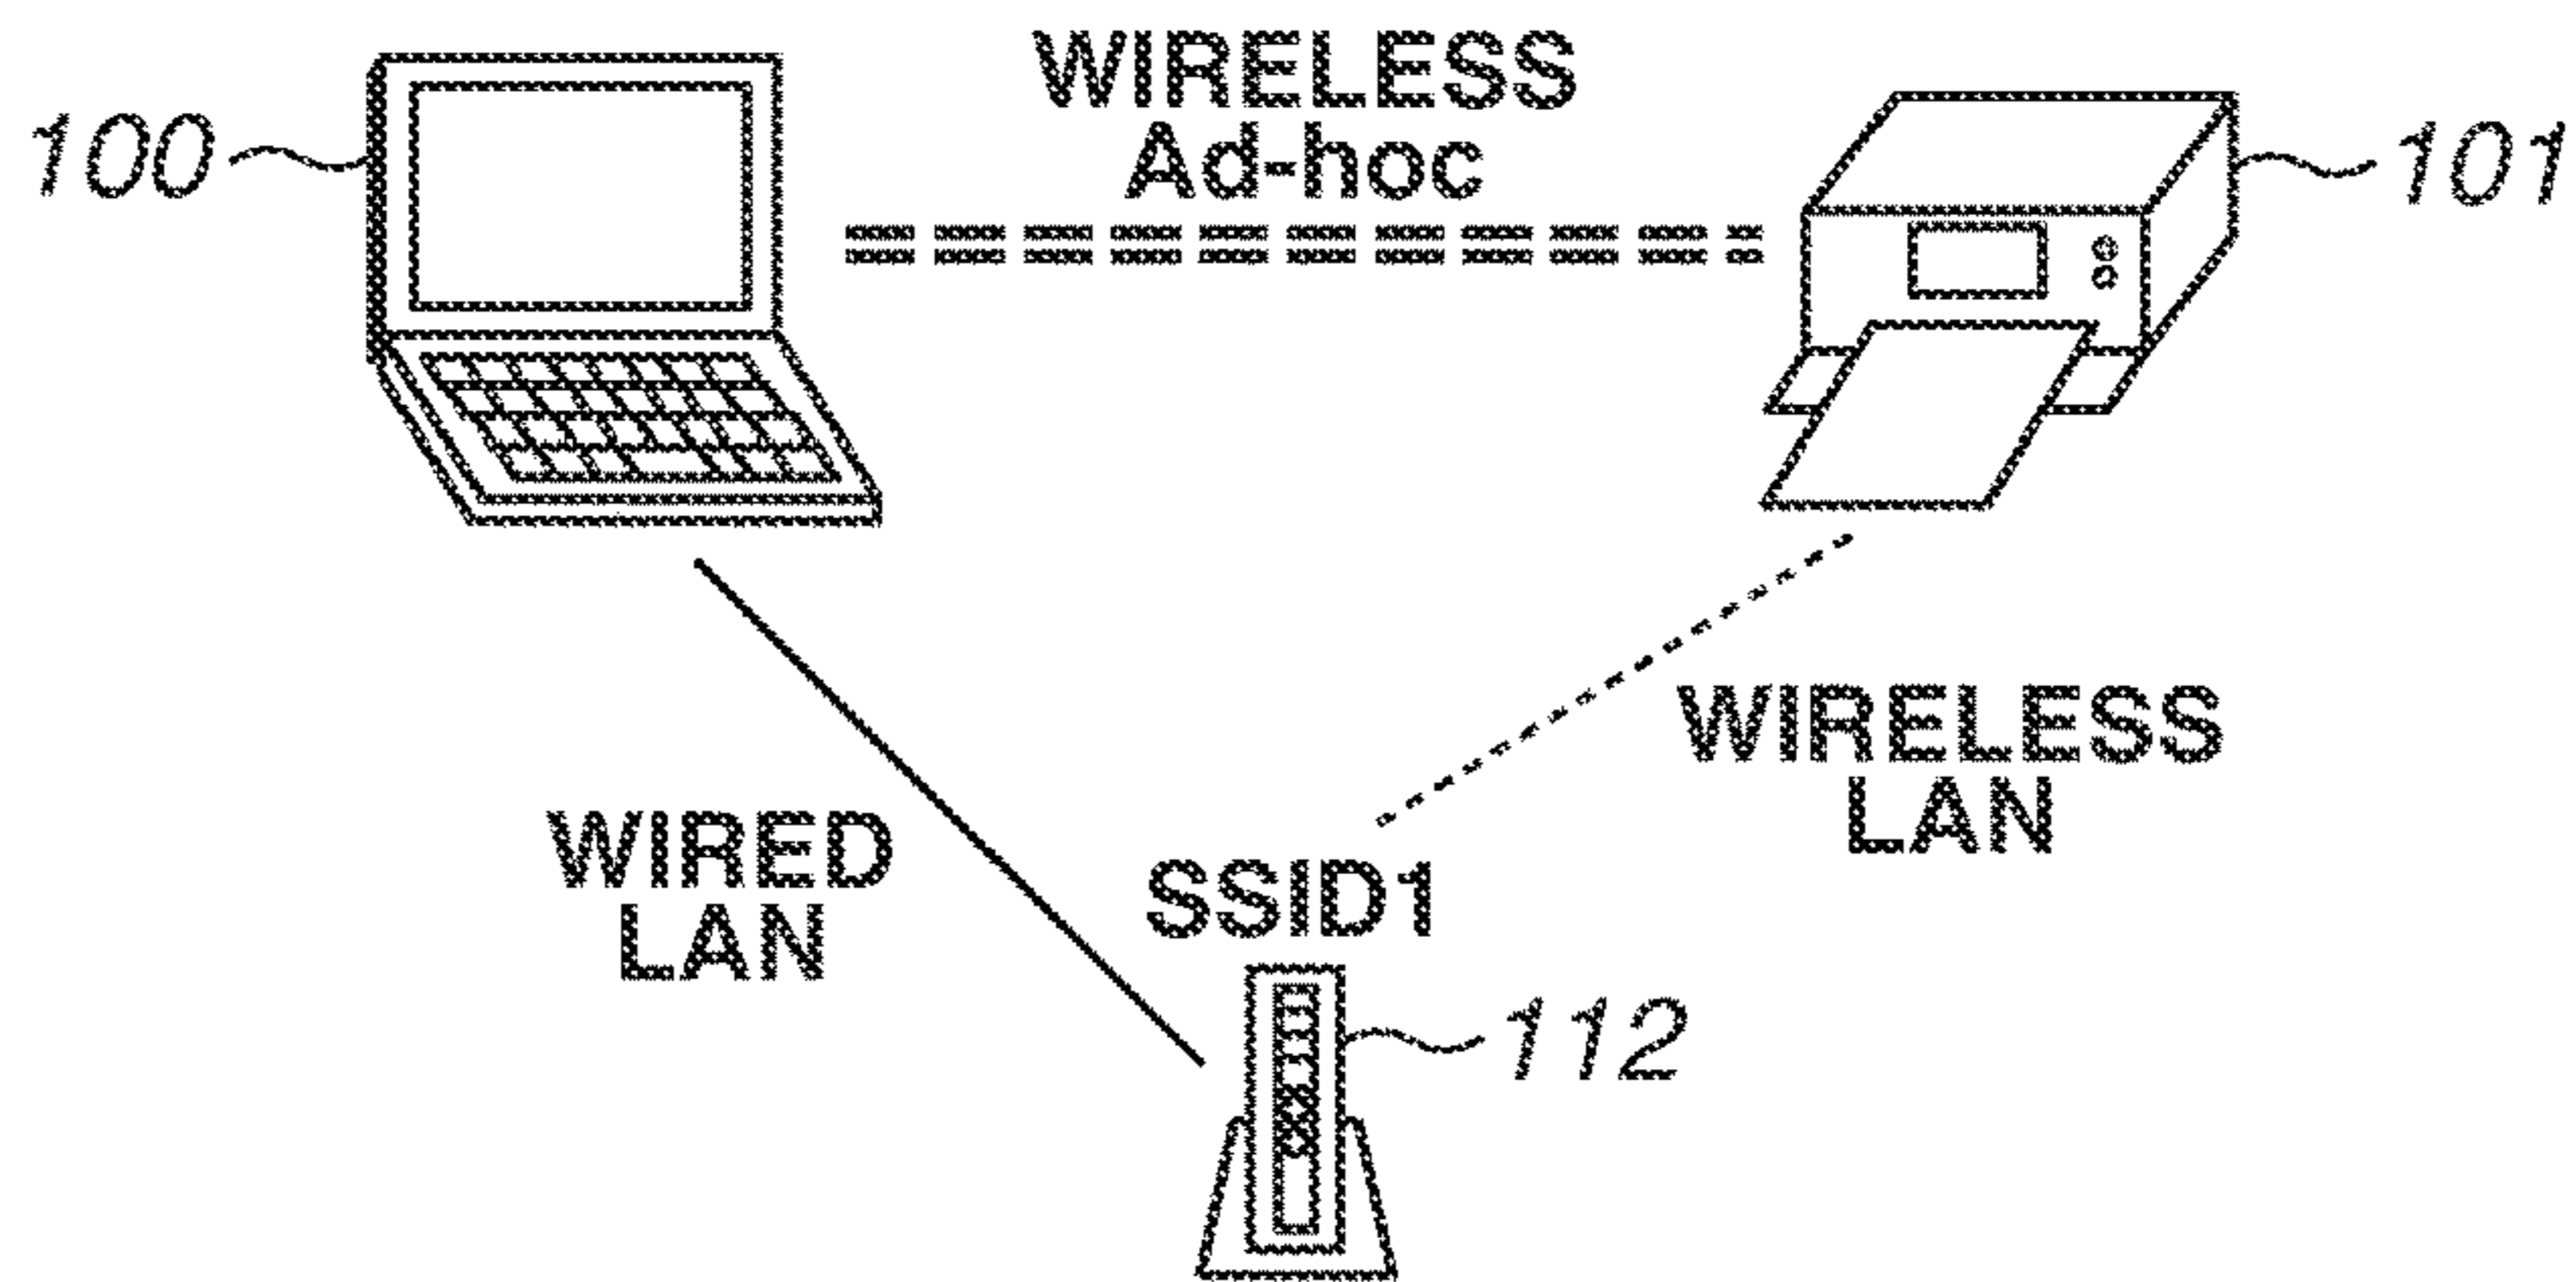 WIRELESS
Ad-hoc
100
101
WIRELESS
LAN
WIRED
LAN
SSID1
112